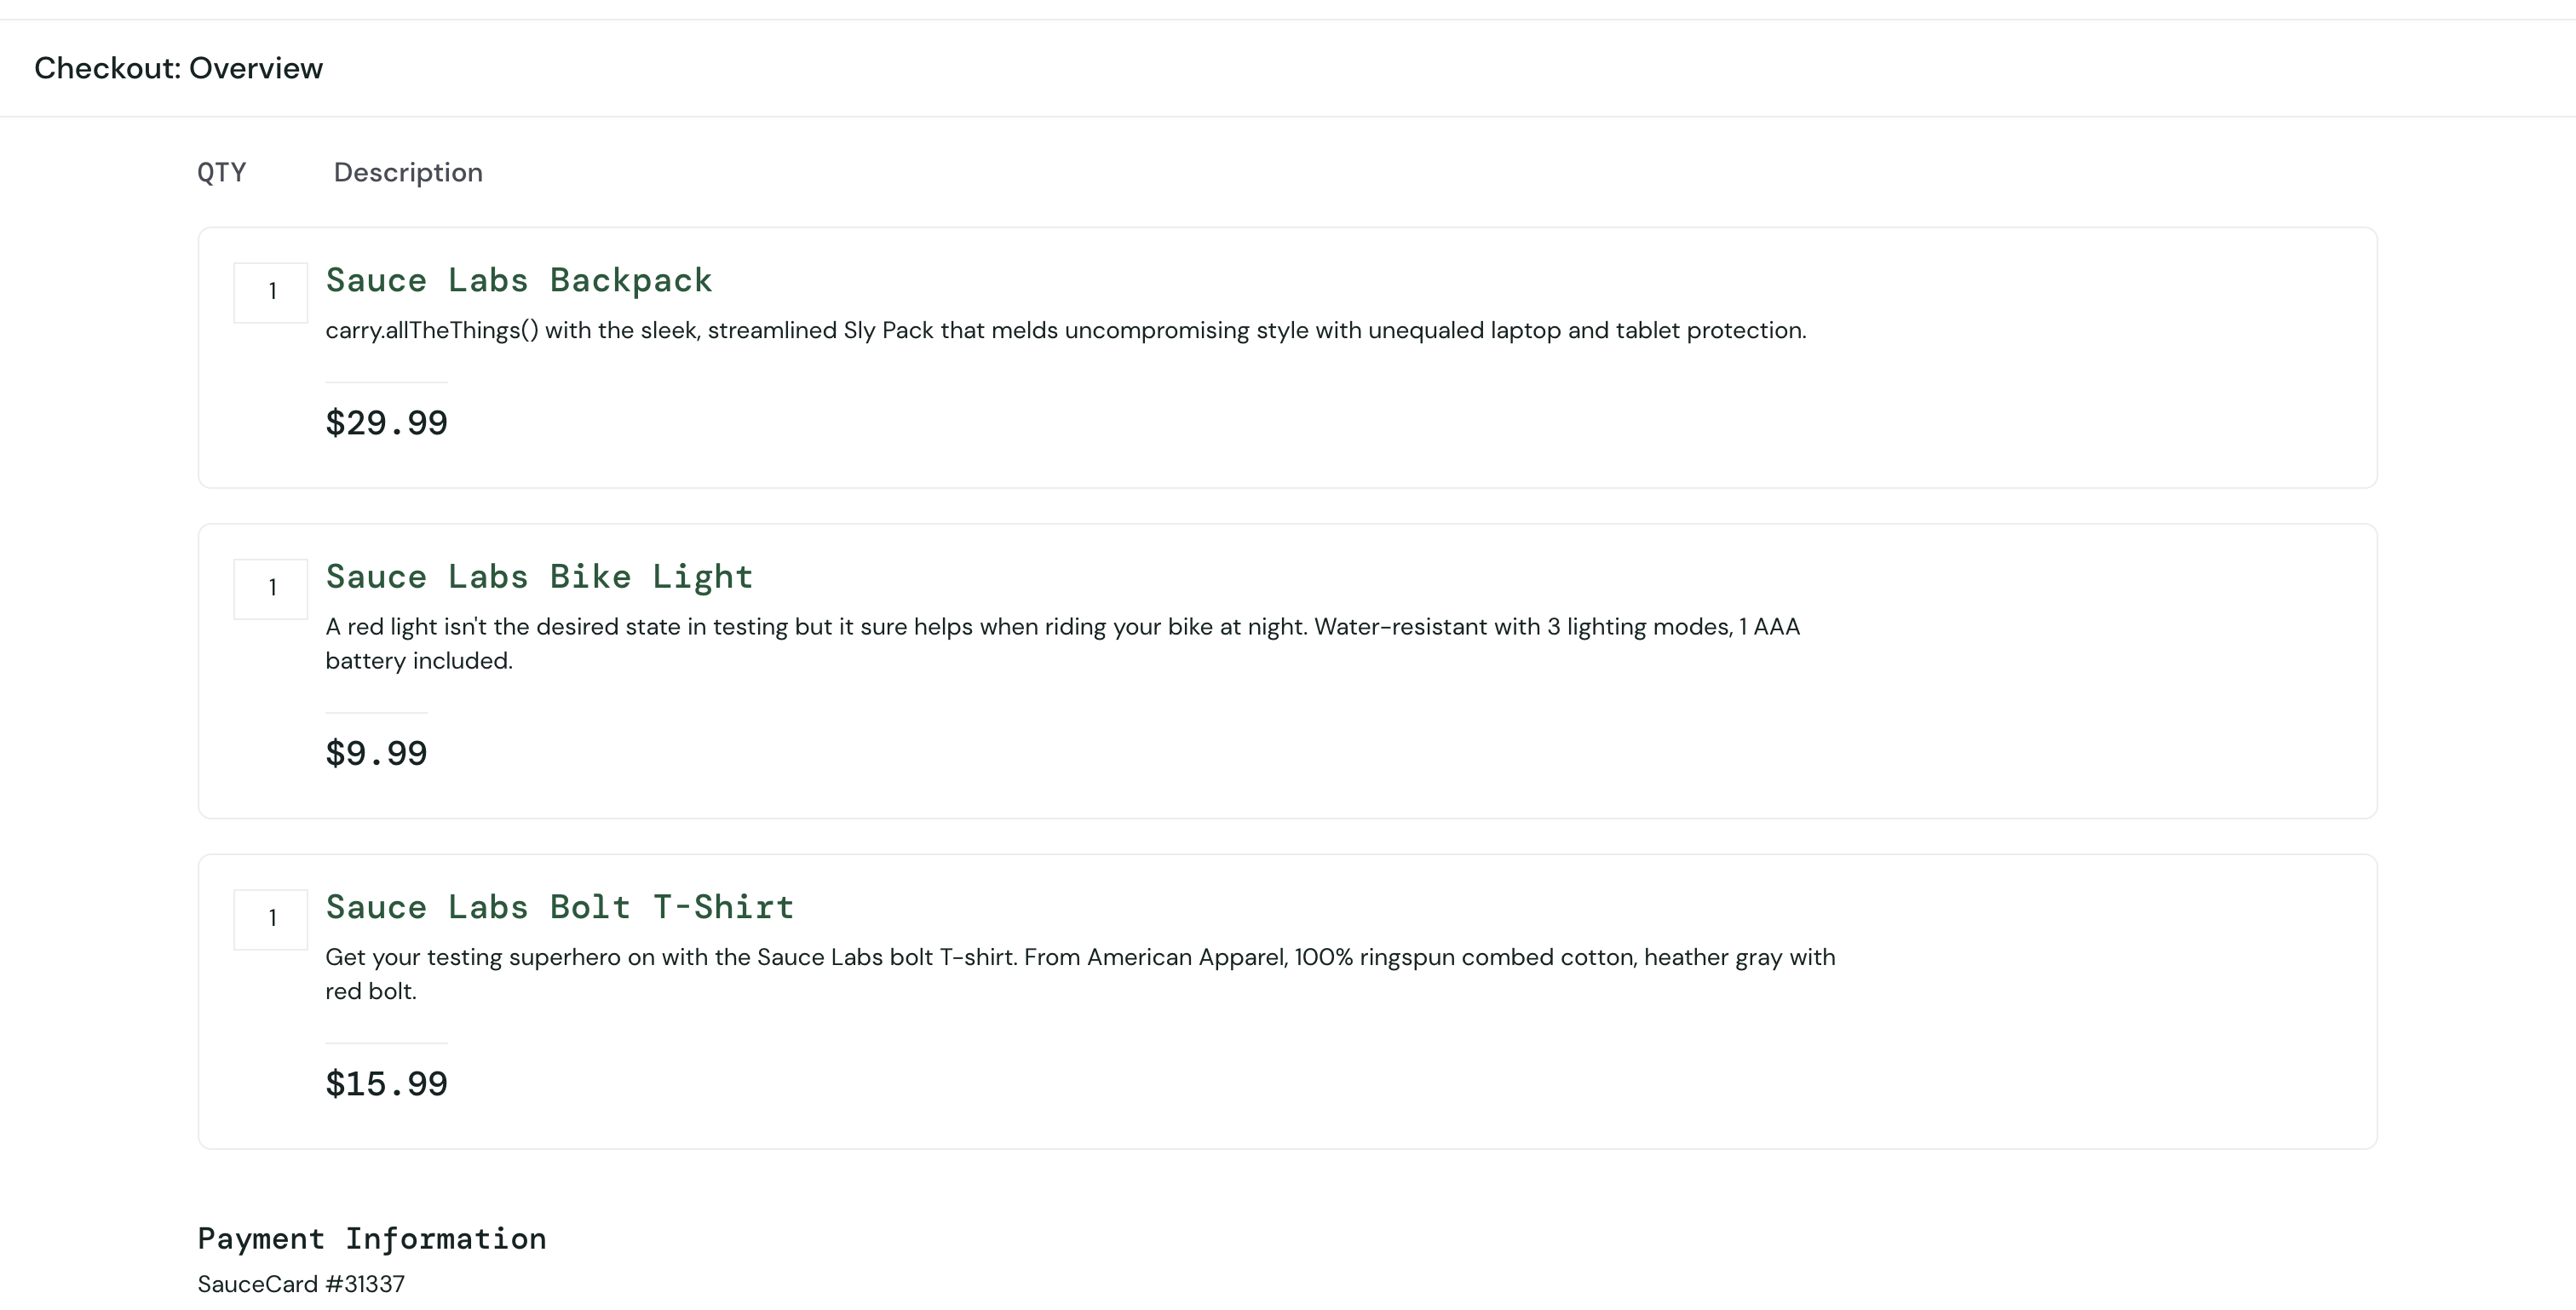 Checkout: Overview
QTY Description
1 Sauce Labs Backpack
carry.allTheThings() with the sleek, streamlined Sly Pack that melds uncompromising style with unequaled laptop and tablet protection.
$29.99
1 Sauce Labs Bike Light
A red light isn't the desired state in testing but it sure helps when riding your bike at night. Water-resistant with 3 lighting modes, 1 AAA
battery included.
$9.99
1 Sauce Labs Bolt T-Shirt
Get your testing superhero on with the Sauce Labs bolt T-shirt. From American Apparel, 100% ringspun combed cotton, heather gray with
red bolt.
$15.99
Payment Information
SauceCard #31337